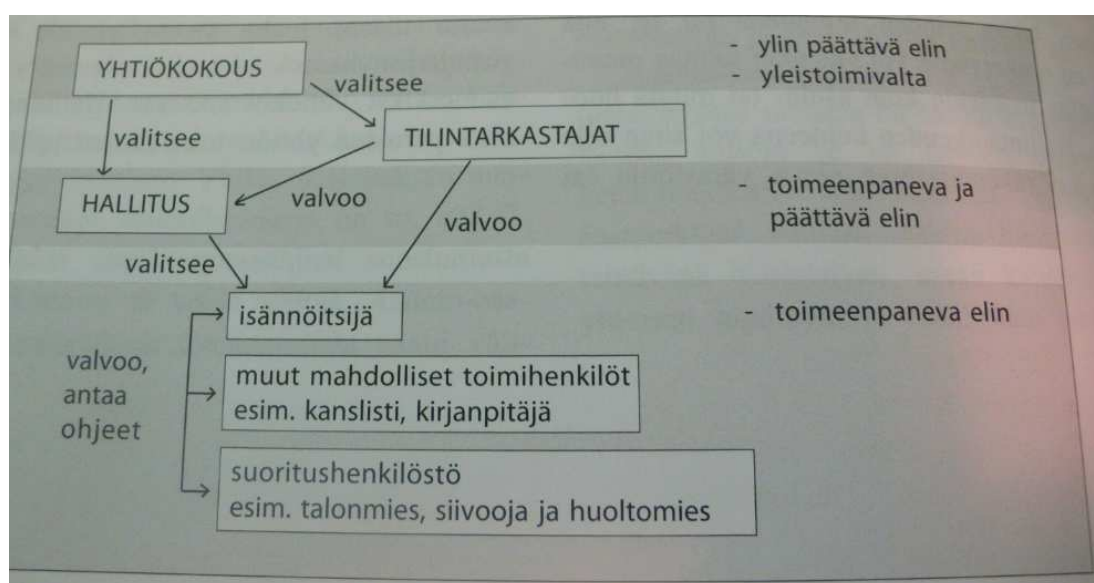 YHTIÖKOKOUS
valitsee
- ylin päättävä elin
- yleistoimivalta
valitsee
TILINTARKASTAJAT
HALLITUS
valvoo
valvoo
- toimeenpaneva ja
päättävä elin
valitsee
isännöitsijä
- toimeenpaneva elin
valvoo,
antaa
ohjeet
muut mahdolliset toimihenkilöt
esim. kanslisti, kirjanpitäjä
suoritushenkilöstö
esim. talonmies, siivooja ja huoltomies